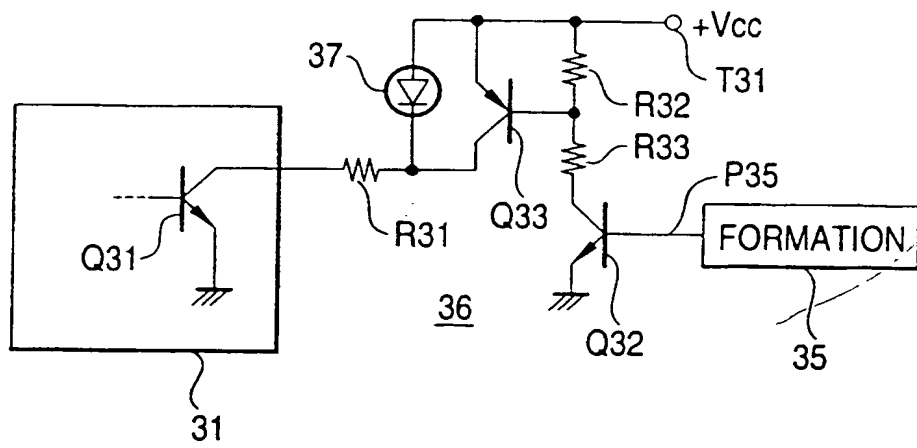 +Vcc
37
T31
R32
R33
P35
Q33
FORMATION
Q31
R31
36
Q32
35
31